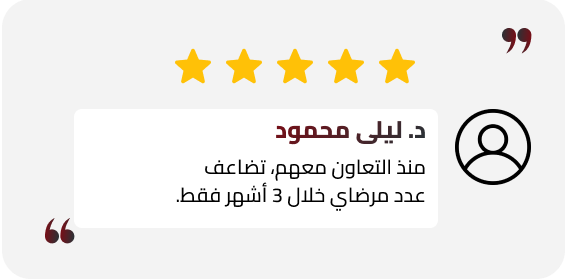 د. ليلى محمود
منذ التعاون معهم، تضاعف
عدد مرضاي خلال 3 أشهر فقط.